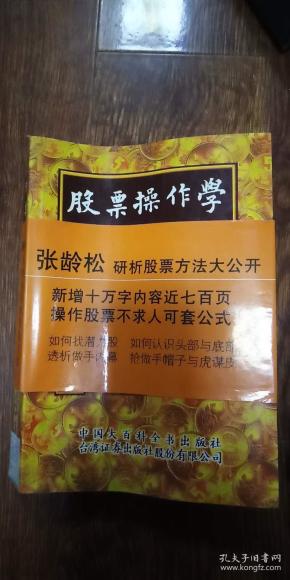 股票操作學
张龄松 研析股票方法大公开
新增十万字内容近七百页
操作股票不求人可套公式
如何找潜力股 如何认识头部与底部
透析做手内幕 抢做手帽子与虎谋皮
中国大百科全书出版社
台湾证券出版社股份有限公司
孔夫子旧书网
www.kongfz.com